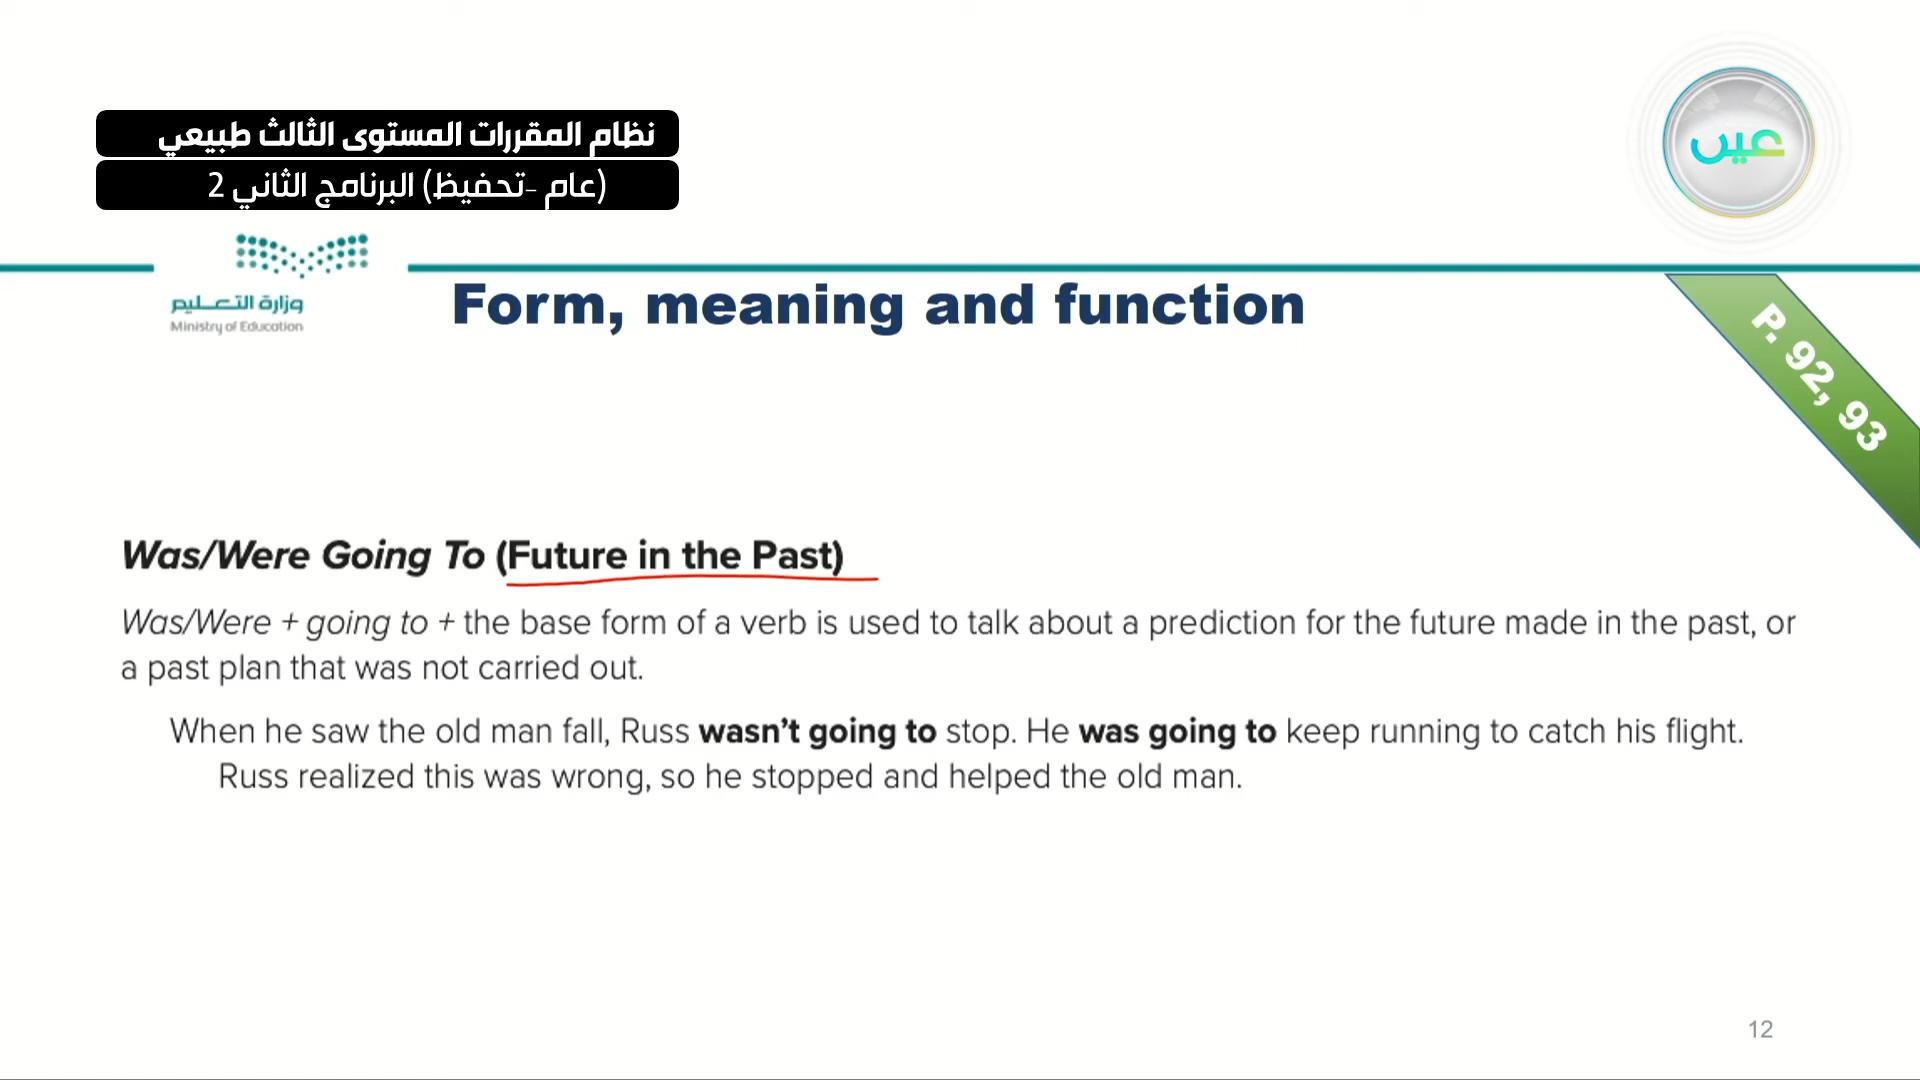 نظام المقررات المستوى الثالث طبيعي
(عام -تحفيظ) البرنامج الثاني 2
عين
وزارة التعليم
Ministry of Education
Form, meaning and function
P. 92, 93
Was/Were Going To (Future in the Past)
Was/Were + going to + the base form of a verb is used to talk about a prediction for the future made in the past, or
a past plan that was not carried out.
When he saw the old man fall, Russ wasn't going to stop. He was going to keep running to catch his flight.
Russ realized this was wrong, so he stopped and helped the old man.
12